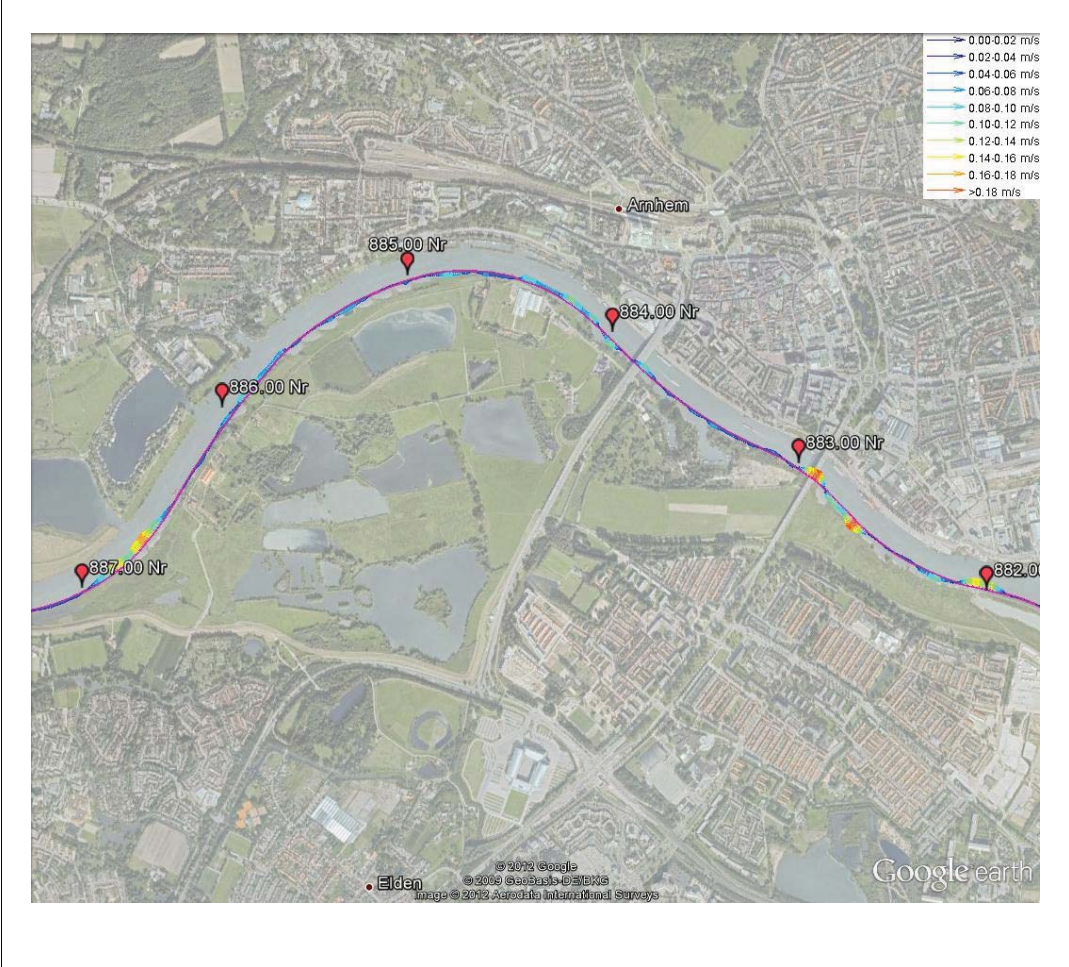 0.00-0.02 m/s
0.02-0.04 m/s
0.04-0.06 m/s
0.06-0.08 m/s
0.08-0.10 m/s
0.10-0.12 m/s
0.12-0.14 m/s
0.14-0.16 m/s
0.16-0.18 m/s
>0.18 m/s
Arnhem
885.00 Nr
884.00 Nr
886.00 Nr
883.00 Nr
887.00 Nr
882.00
Elden
© 2012 Google
© 2009 GeoBasis-DE/BKG
Image © 2012 Aerodata International Surveys
Google earth